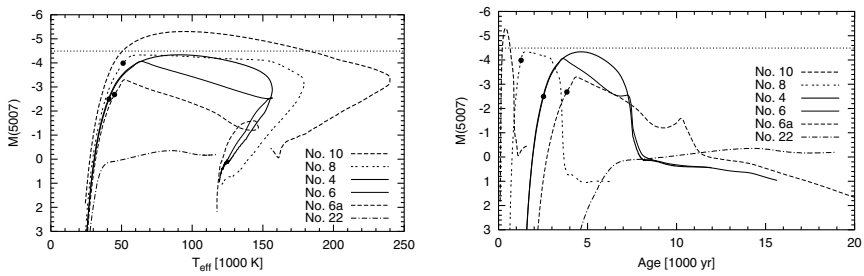 -6
-5
-4
-3
-2
-1
0
1
2
3
M(5007)
No. 10
No. 8
No. 4
No. 6
No. 6a
No. 22
0
50
100
150
200
250
T_eff [1000 K]
-6
-5
-4
-3
-2
-1
0
1
2
3
M(5007)
No. 10
No. 8
No. 4
No. 6
No. 6a
No. 22
0
5
10
15
20
Age [1000 yr]